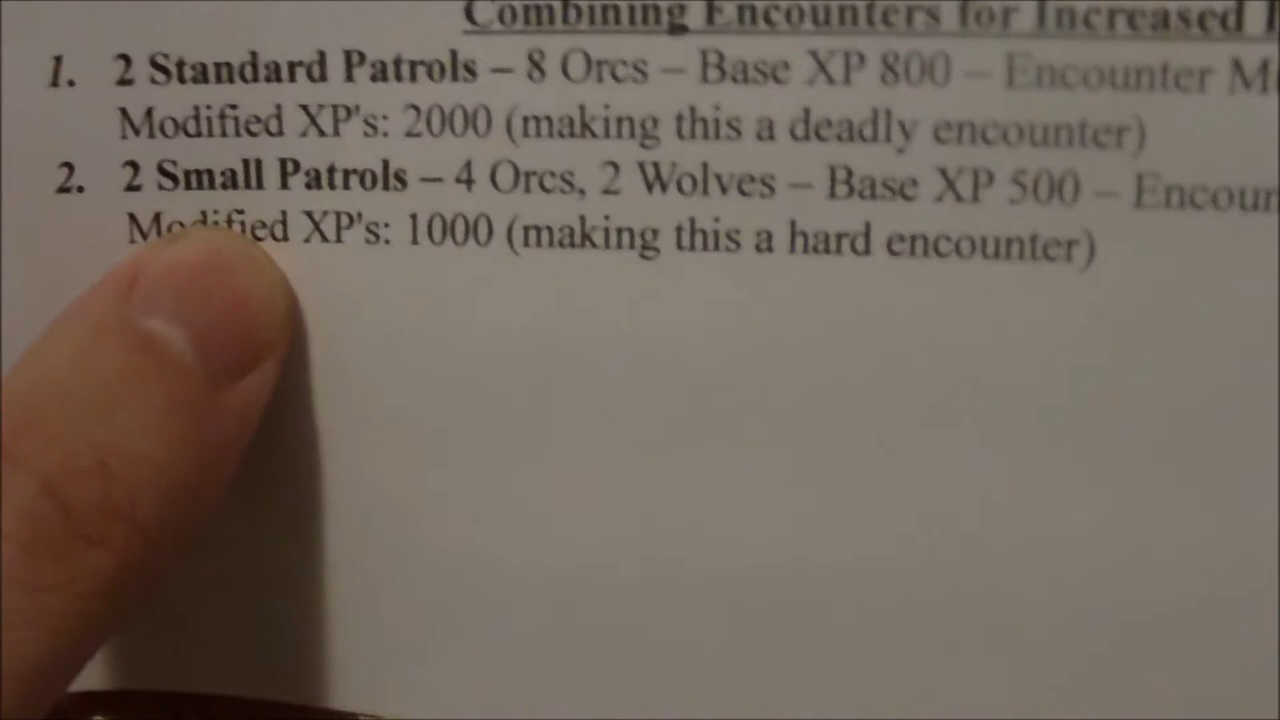 Combining Encounters for Increased
1. 2 Standard Patrols – 8 Orcs – Base XP 800 – Encounter
Modified XP's: 2000 (making this a deadly encounter)
2. 2 Small Patrols – 4 Orcs, 2 Wolves – Base XP 500 –
Modified XP's: 1000 (making this a hard encounter)